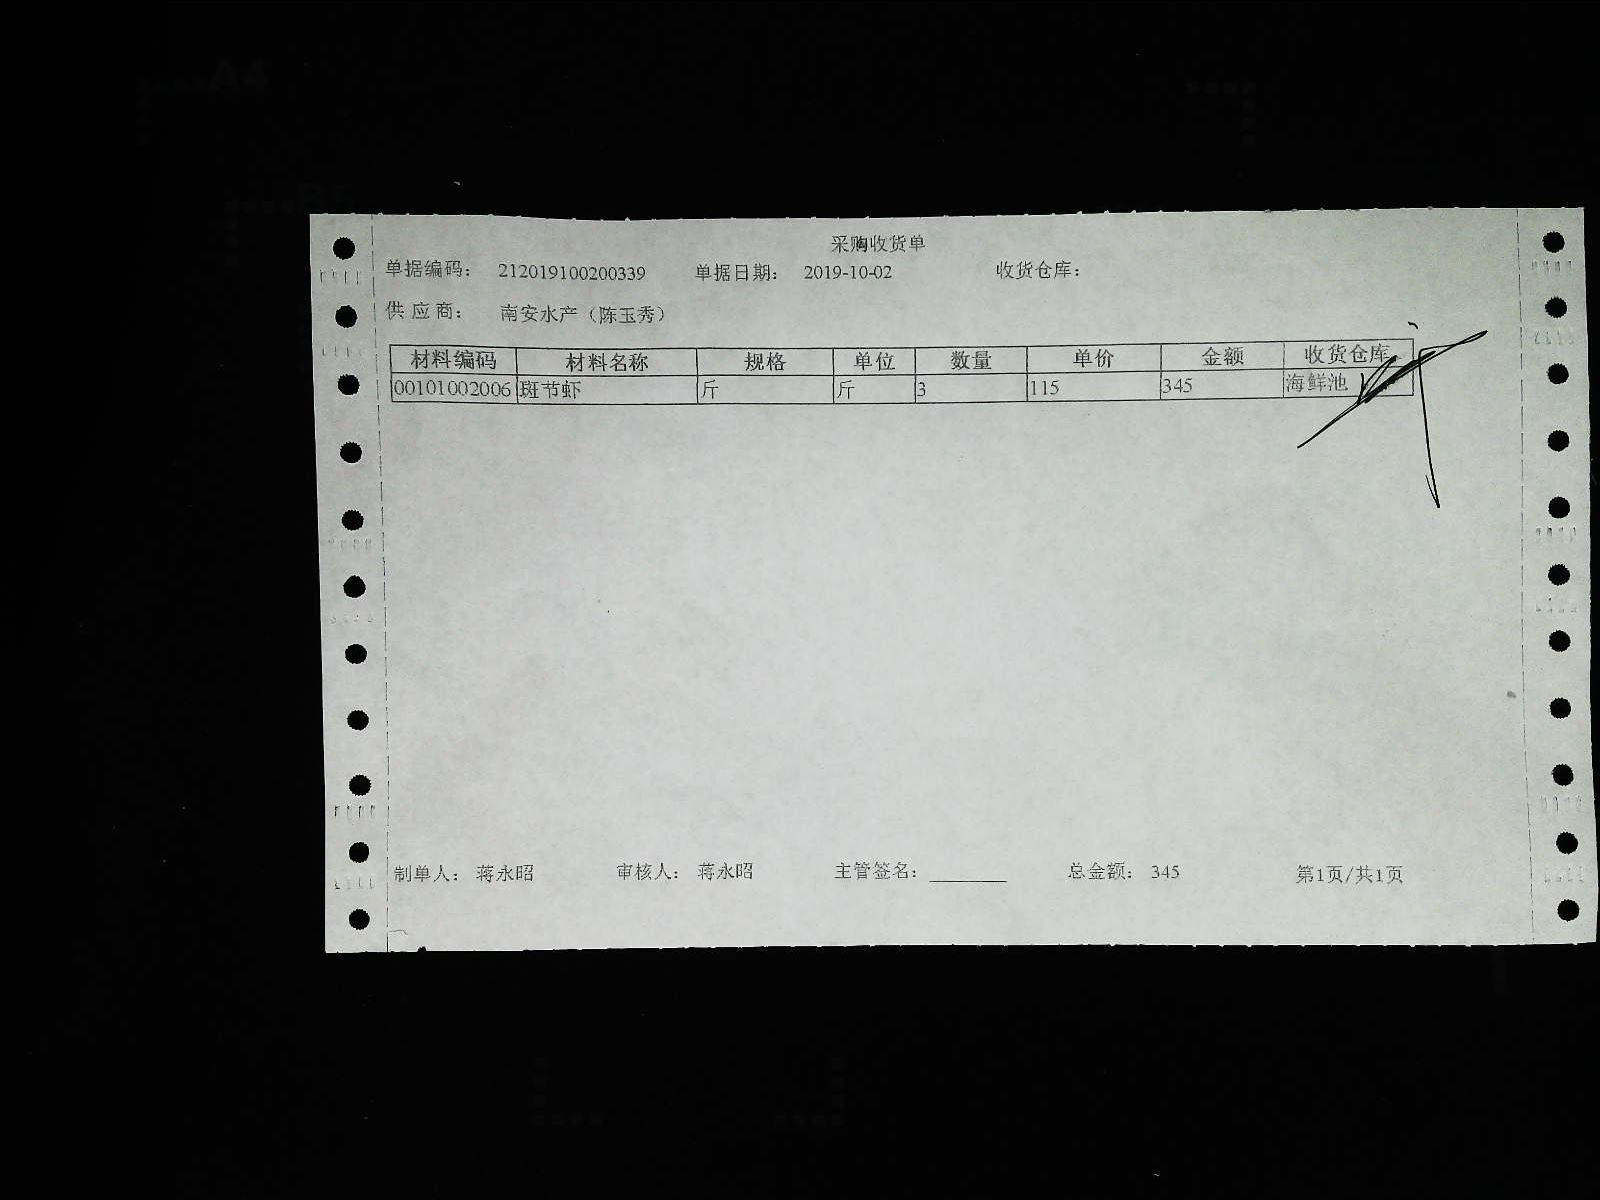 采购收货单
单据编码: 212019100200339 单据日期: 2019-10-02 收货仓库:
供应商: 南安水产（陈玉秀）
材料编码 材料名称 规格 单位 数量 单价 金额 收货仓库
00101002006 斑节虾 斤 斤 3 115 345 海鲜池
制单人: 蒋永昭 审核人: 蒋永昭 主管签名: 总金额: 345 第1页/共1页